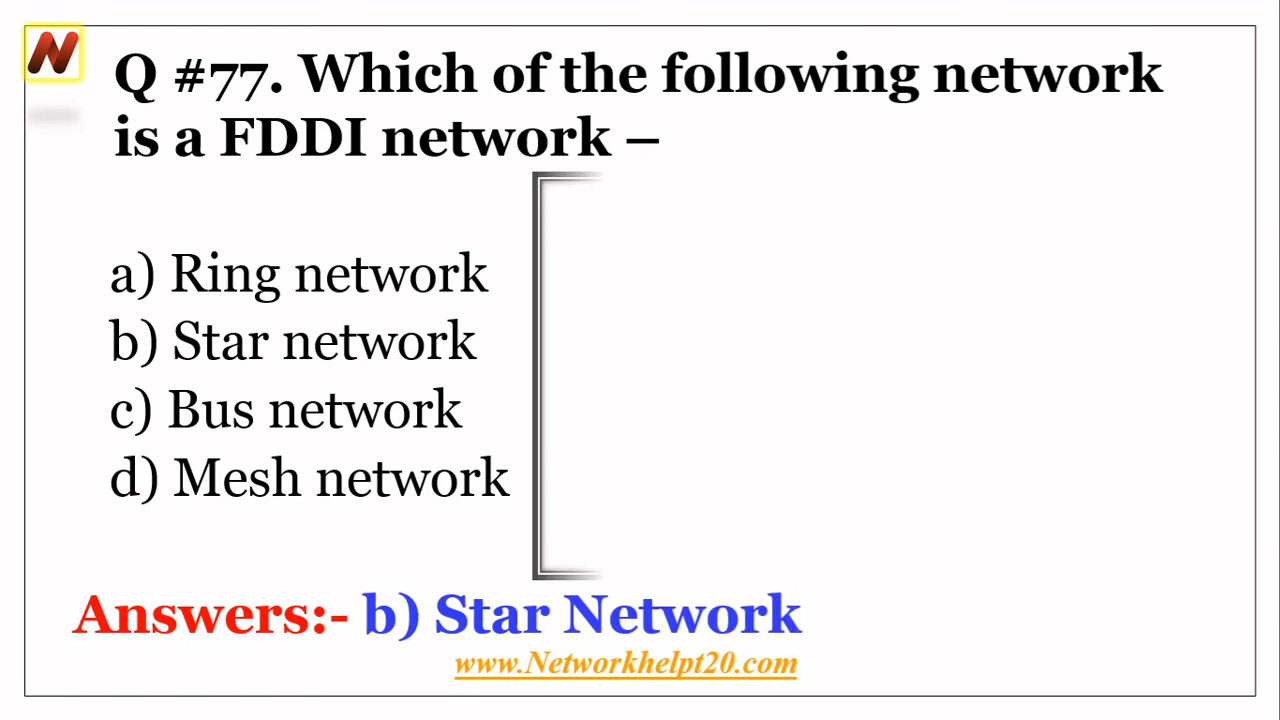 Q #77. Which of the following network
is a FDDI network –
a) Ring network
b) Star network
c) Bus network
d) Mesh network
Answers:- b) Star Network
www.Networkhelpt20.com